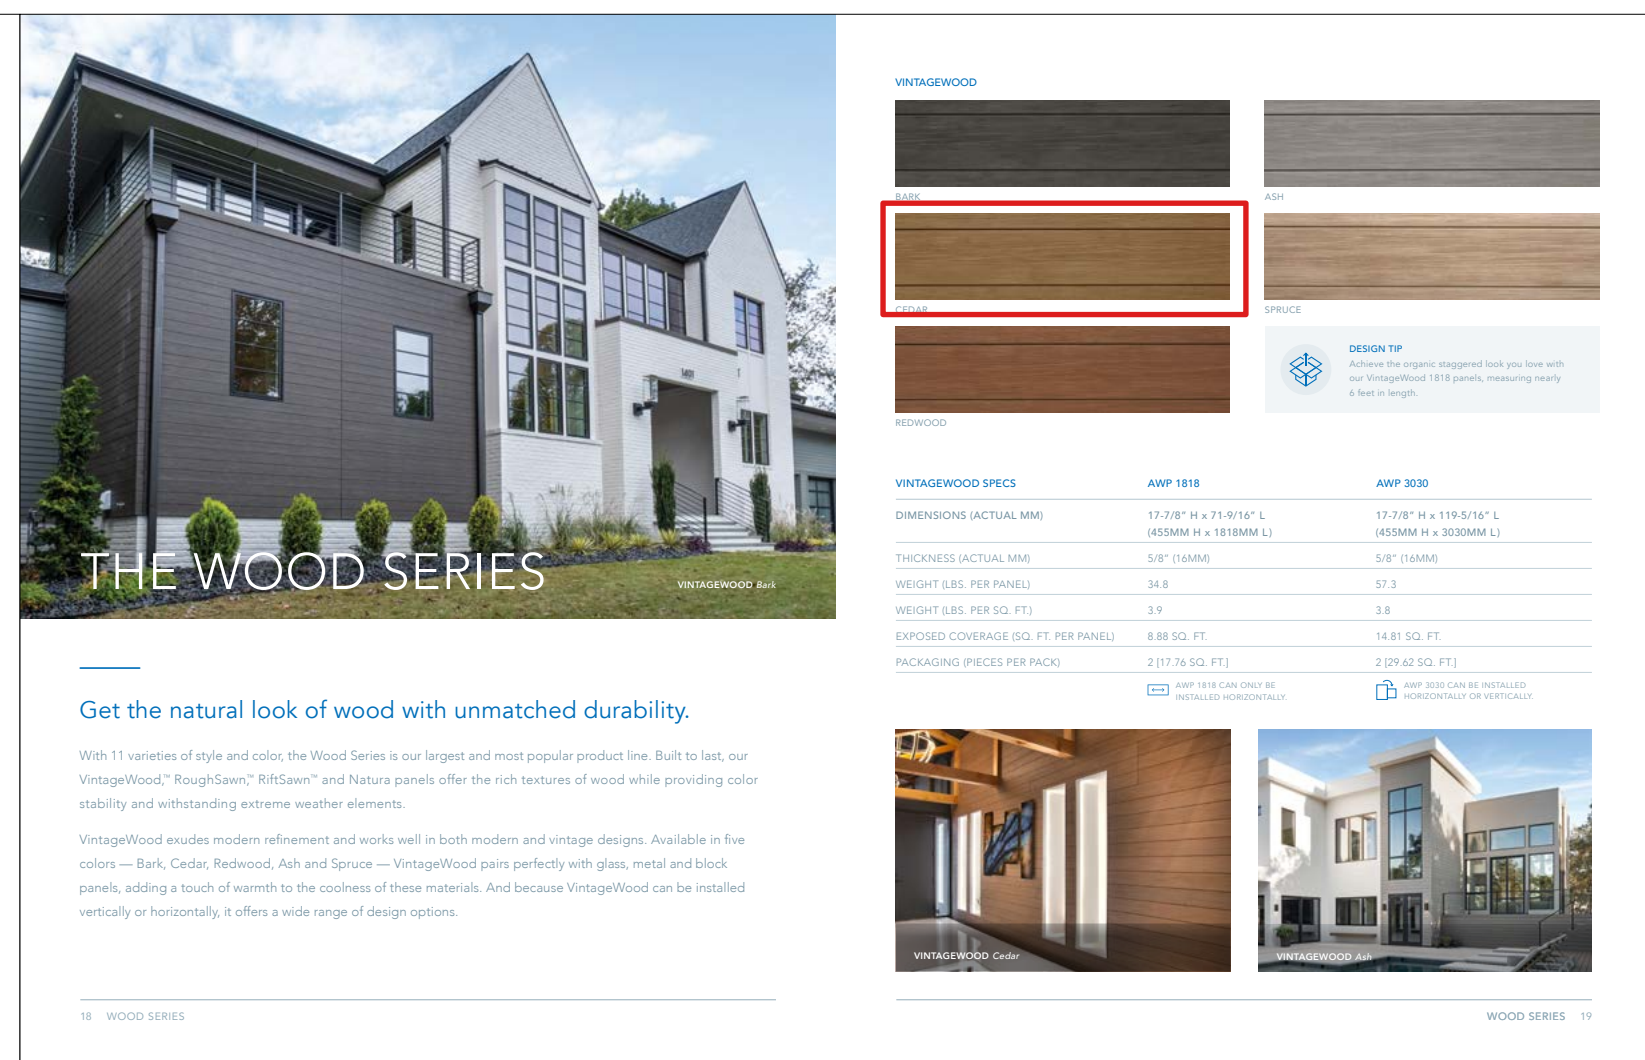 1401
THE WOOD SERIES
VINTAGEWOOD Bark
Get the natural look of wood with unmatched durability.
With 11 varieties of style and color, the Wood Series is our largest and most popular product line. Built to last, our
VintageWood,™ RoughSawn,™ RiftSawn™ and Natura panels offer the rich textures of wood while providing color
stability and withstanding extreme weather elements.
VintageWood exudes modern refinement and works well in both modern and vintage designs. Available in five
colors — Bark, Cedar, Redwood, Ash and Spruce — VintageWood pairs perfectly with glass, metal and block
panels, adding a touch of warmth to the coolness of these materials. And because VintageWood can be installed
vertically or horizontally, it offers a wide range of design options.
18 WOOD SERIES
VINTAGEWOOD
BARK
ASH
CEDAR
SPRUCE
REDWOOD
DESIGN TIP
Achieve the organic staggered look you love with
our VintageWood 1818 panels, measuring nearly
6 feet in length.
VINTAGEWOOD SPECS AWP 1818 AWP 3030
DIMENSIONS (ACTUAL MM) 17-7/8” H x 71-9/16” L 17-7/8” H x 119-5/16” L
(455MM H x 1818MM L) (455MM H x 3030MM L)
THICKNESS (ACTUAL MM) 5/8” (16MM) 5/8” (16MM)
WEIGHT (LBS. PER PANEL) 34.8 57.3
WEIGHT (LBS. PER SQ. FT.) 3.9 3.8
EXPOSED COVERAGE (SQ. FT. PER PANEL) 8.88 SQ. FT. 14.81 SQ. FT.
PACKAGING (PIECES PER PACK) 2 [17.76 SQ. FT.] 2 [29.62 SQ. FT.]
AWP 1818 CAN ONLY BE
INSTALLED HORIZONTALLY.
AWP 3030 CAN BE INSTALLED
HORIZONTALLY OR VERTICALLY.
VINTAGEWOOD Cedar
VINTAGEWOOD Ash
WOOD SERIES 19